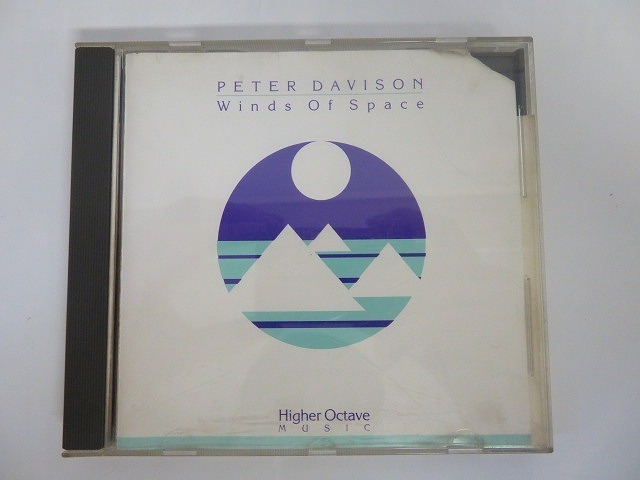 PETER DAVISON
Winds Of Space
Higher Octave
MUSIC